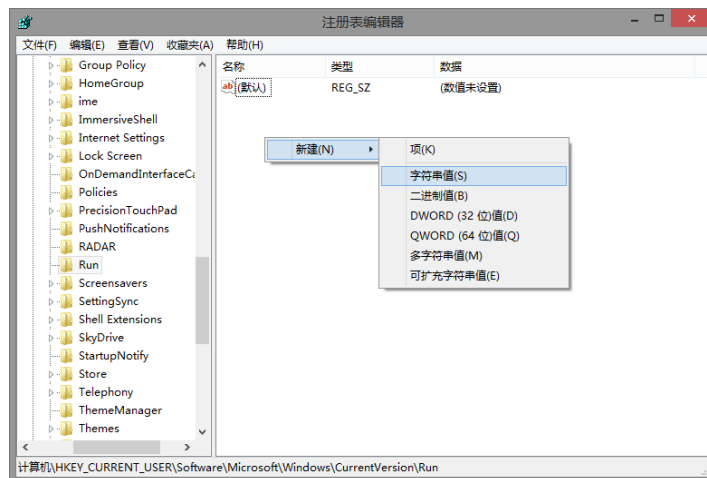 注册表编辑器
文件(F) 编辑(E) 查看(V) 收藏夹(A) 帮助(H)
Group Policy
HomeGroup
ime
ImmersiveShell
Internet Settings
Lock Screen
OnDemandInterfaceCa
Policies
PrecisionTouchPad
PushNotifications
RADAR
Run
Screensavers
SettingSync
Shell Extensions
SkyDrive
StartupNotify
Store
Telephony
ThemeManager
Themes
名称 类型 数据
ab (默认) REG_SZ (数值未设置)
新建(N)
项(K)
字符串值(S)
二进制值(B)
DWORD (32 位)值(D)
QWORD (64 位)值(Q)
多字符串值(M)
可扩充字符串值(E)
计算机\HKEY_CURRENT_USER\Software\Microsoft\Windows\CurrentVersion\Run